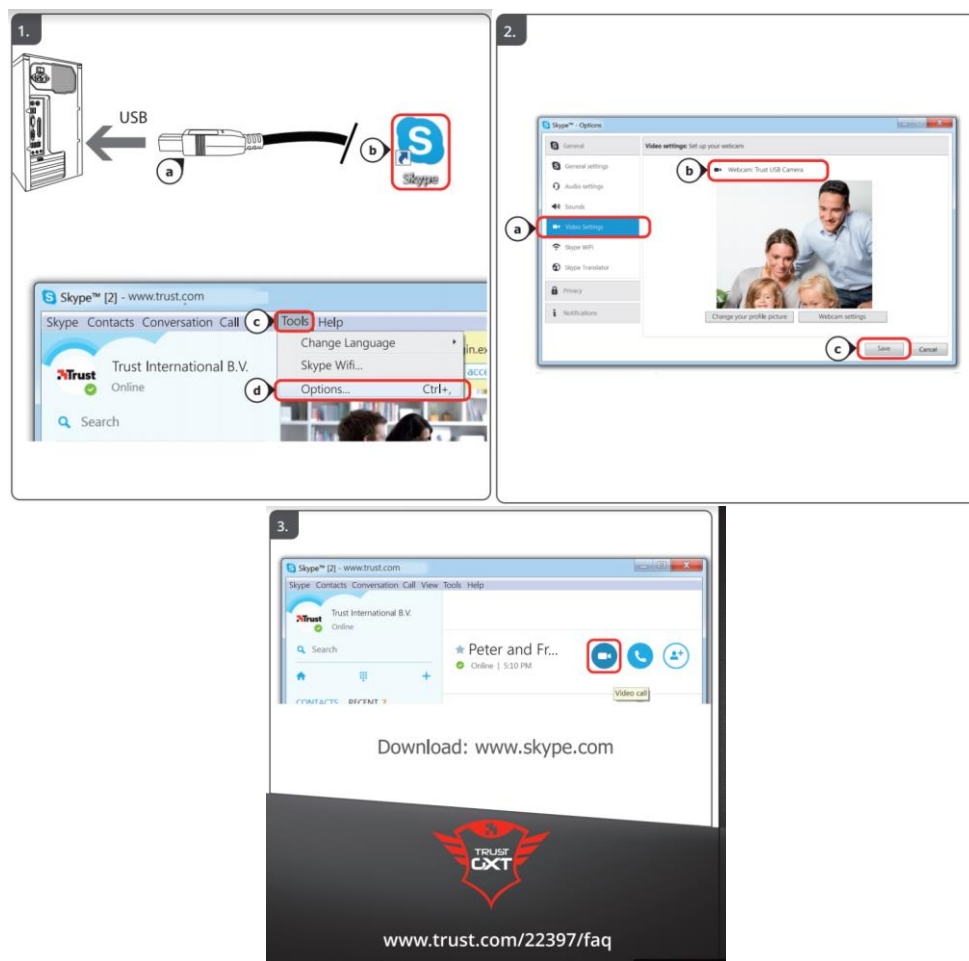 1.
USB
a
b
S
Skype
Skype™ [2] - www.trust.com
Skype Contacts Conversation Call
c
Tools Help
Change Language
Skype Wifi...
d
Options... Ctrl+,
Trust
Trust International B.V.
Online
Search
2.
Skype™ - Options
General
Video settings: Set up your webcam
General settings
b
Webcam: Trust USB Camera
Audio settings
Sounds
a
Video Settings
Skype WiFi
Skype Translator
Privacy
Notifications
Change your profile picture
Webcam settings
c
Save
Cancel
3.
Skype™ [2] - www.trust.com
Skype Contacts Conversation Call View Tools Help
Trust
Trust International B.V.
Online
Search
Peter and Fr...
Online | 5:10 PM
Video call
CONTACTS RECENT
Download: www.skype.com
TRUST
GXT
www.trust.com/22397/faq